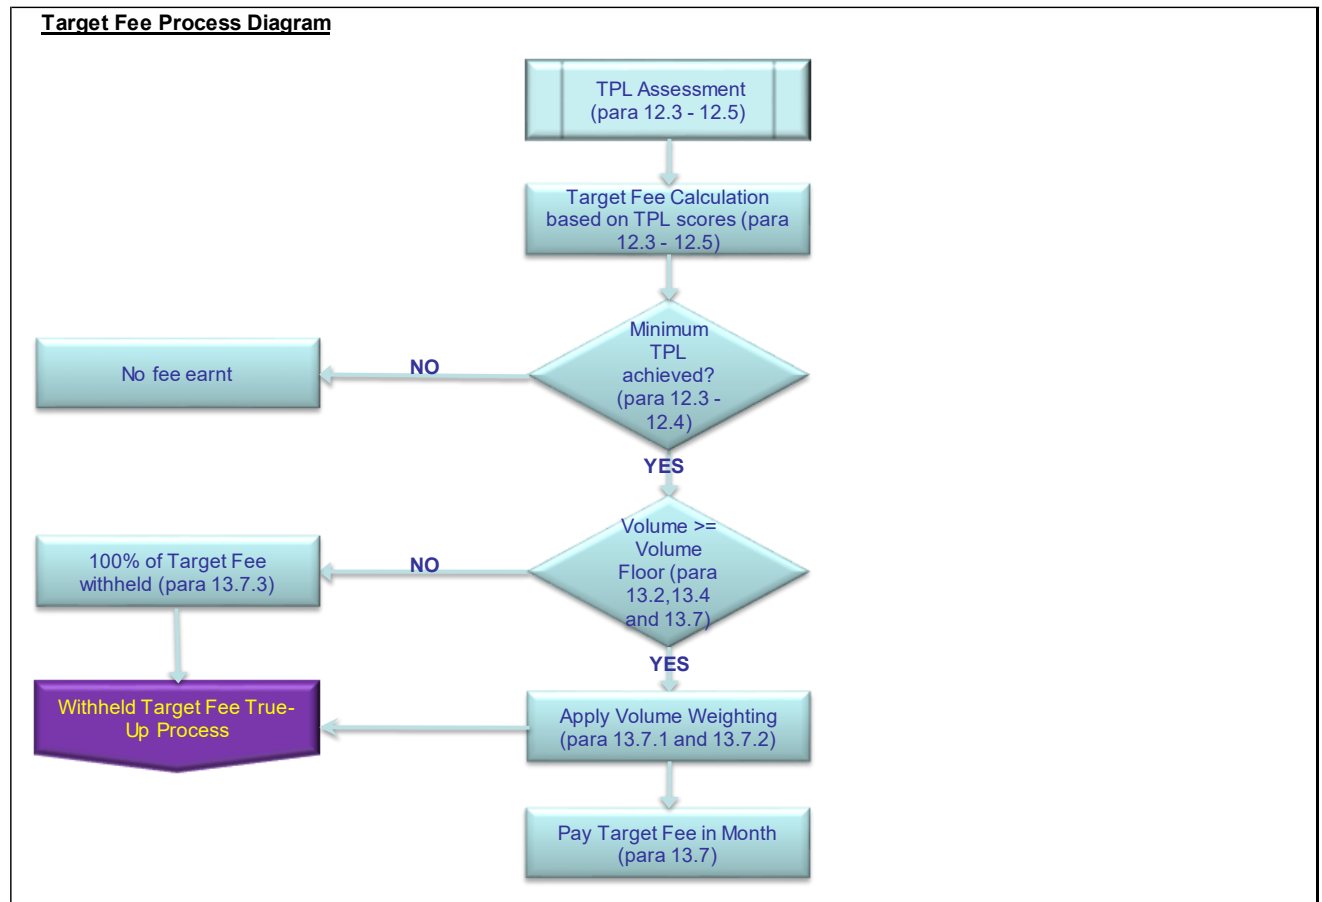 Target Fee Process Diagram
TPL Assessment
(para 12.3 - 12.5)
Target Fee Calculation
based on TPL scores (para
12.3 - 12.5)
Minimum
TPL
achieved?
(para 12.3 -
12.4)
NO
No fee earnt
YES
Volume >=
Volume
Floor (para
13.2,13.4
and 13.7)
NO
100% of Target Fee
withheld (para 13.7.3)
YES
Withheld Target Fee True-
Up Process
Apply Volume Weighting
(para 13.7.1 and 13.7.2)
Pay Target Fee in Month
(para 13.7)